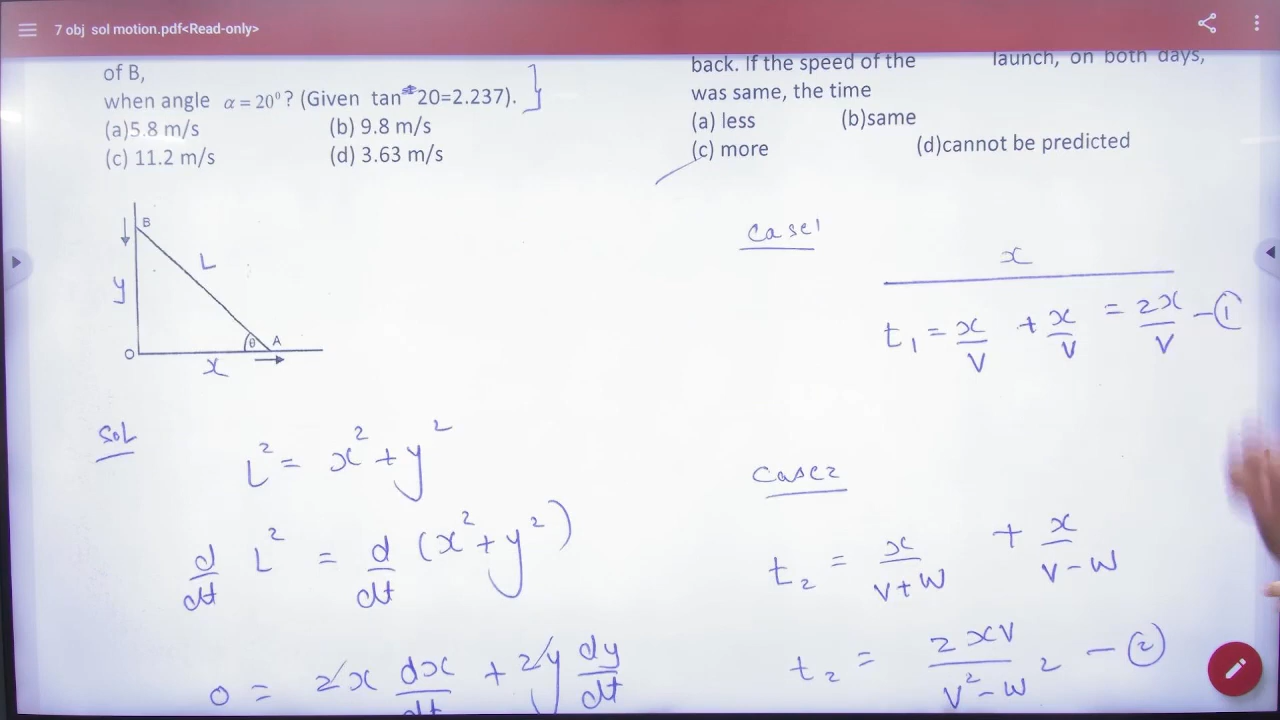 7 obj sol motion.pdf<Read-only>
of B,
when angle α = 20⁰ ? (Given tan 20=2.237).
(a)5.8 m/s (b) 9.8 m/s
(c) 11.2 m/s (d) 3.63 m/s
B
L
y
O
θ
A
x
Sol
L² = x² + y²
d/dt L² = d/dt (x² + y²)
0 = 2x dx/dt + 2y dy/dt
back. If the speed of the launch, on both days,
was same, the time
(a) less (b)same
(c) more (d)cannot be predicted
Case1
x
t₁ = x/V + x/V = 2x/V - ①
Case2
t₂ = x/V+W + x/V-W
t₂ = 2xV/V²-W² - ②